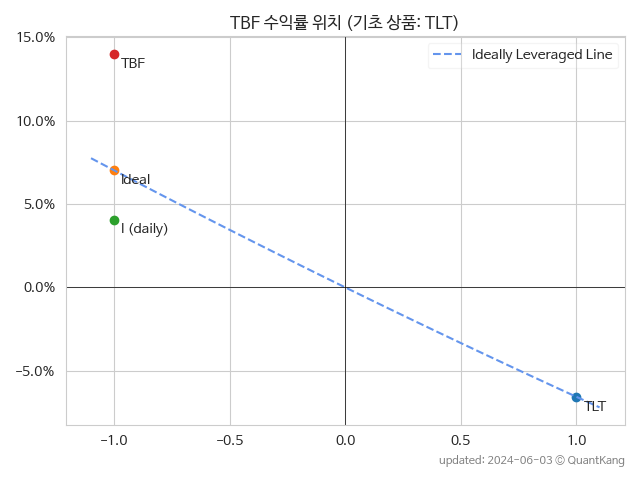 TBF 수익률 위치 (기초 상품: TLT)
15.0%
10.0%
5.0%
0.0%
−5.0%
Ideally Leveraged Line
TBF
Ideal
I (daily)
TLT
−1.0 −0.5 0.0 0.5 1.0
updated: 2024-06-03 © QuantKang